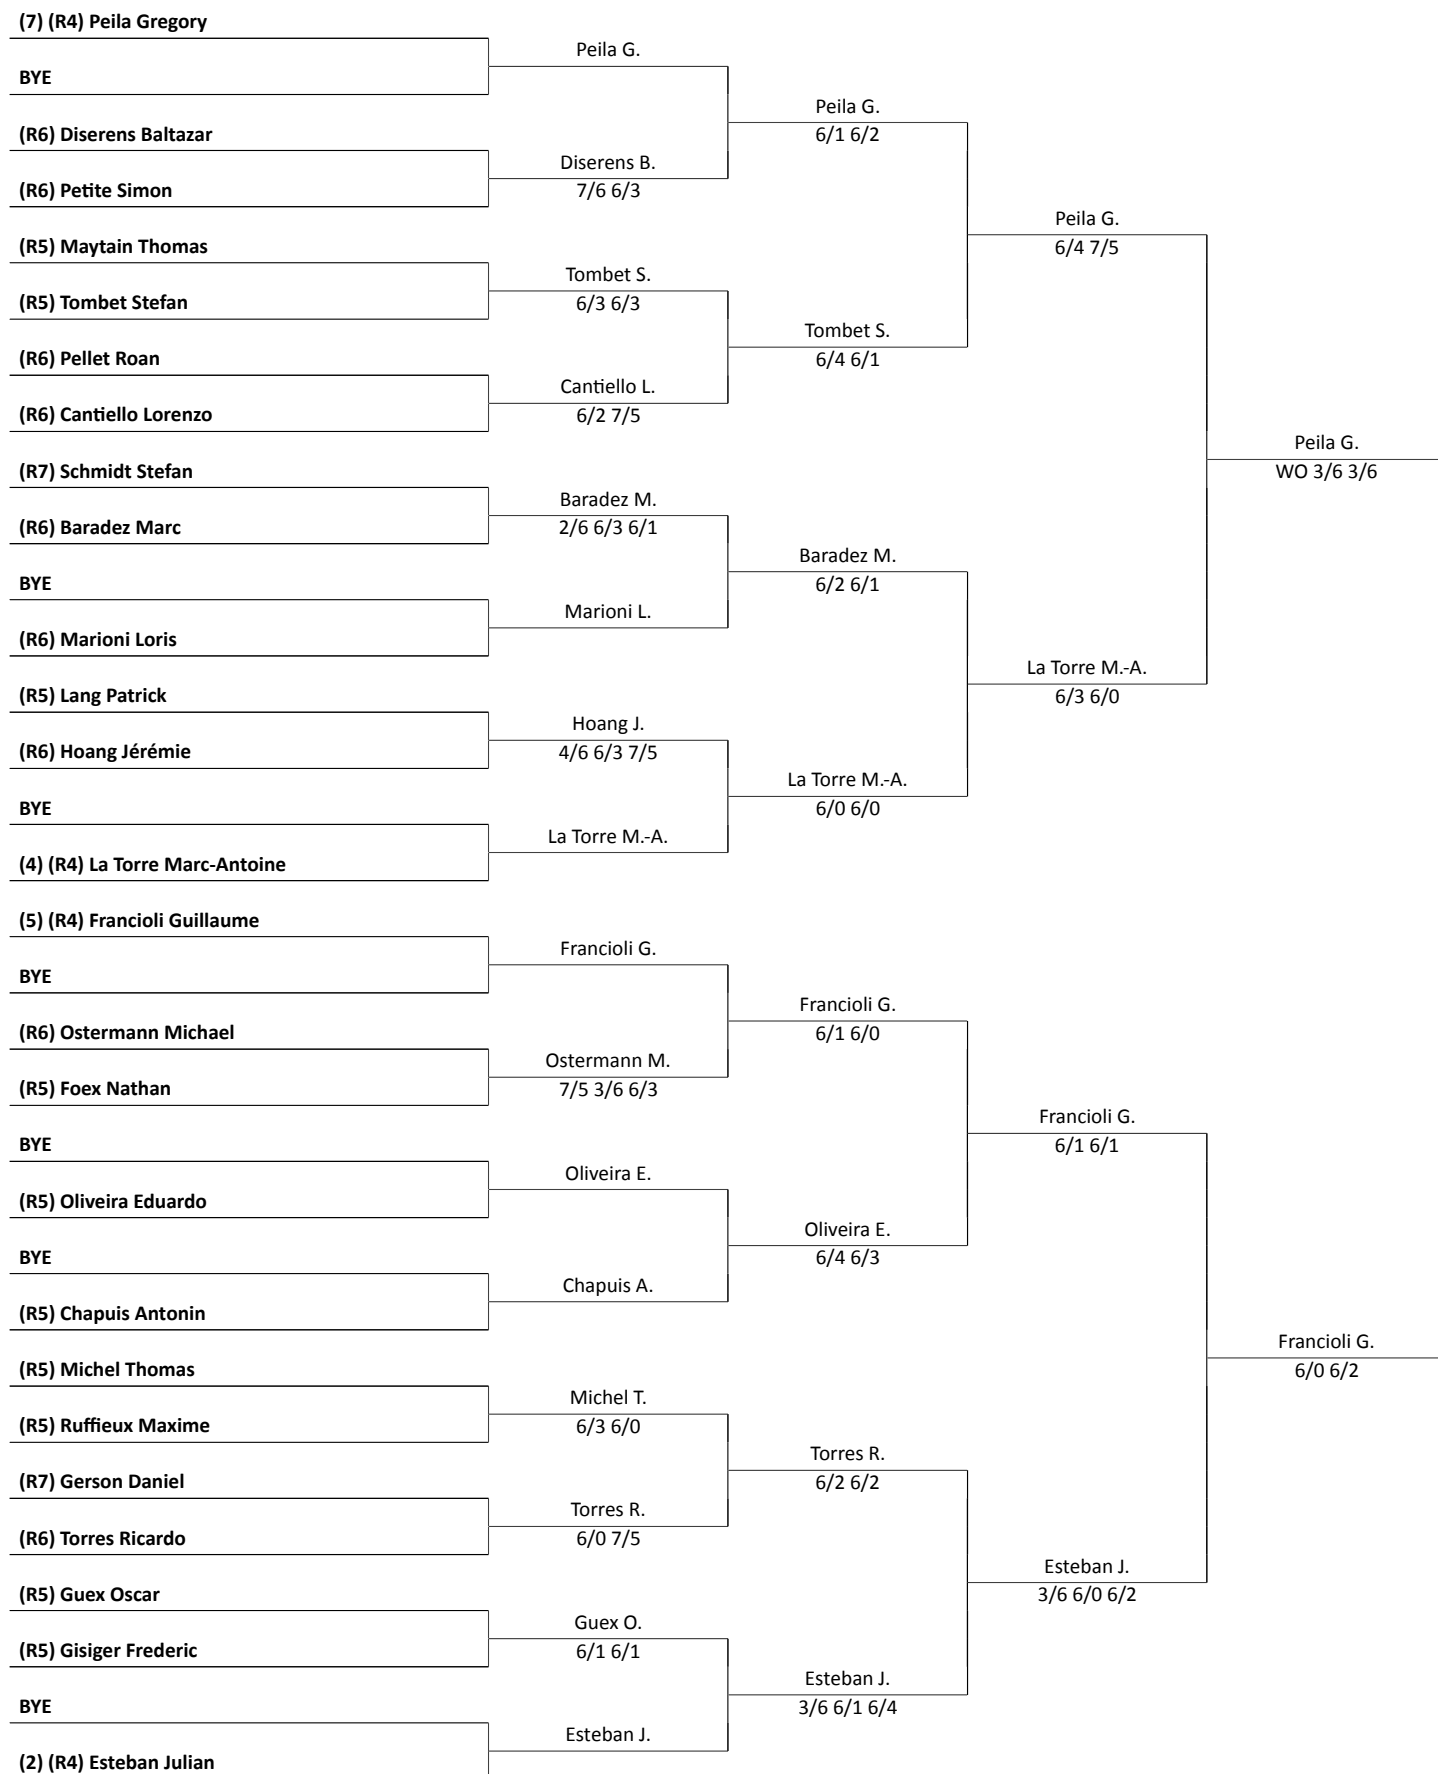 (7) (R4) Peila Gregory
Peila G.
BYE
Peila G.
6/1 6/2
(R6) Diserens Baltazar
Diserens B.
7/6 6/3
(R6) Petite Simon
Peila G.
6/4 7/5
(R5) Maytain Thomas
Tombet S.
6/3 6/3
(R5) Tombet Stefan
Tombet S.
6/4 6/1
(R6) Pellet Roan
Cantiello L.
6/2 7/5
(R6) Cantiello Lorenzo
Peila G.
WO 3/6 3/6
(R7) Schmidt Stefan
Baradez M.
2/6 6/3 6/1
(R6) Baradez Marc
Baradez M.
6/2 6/1
BYE
Marioni L.
(R6) Marioni Loris
La Torre M.-A.
6/3 6/0
(R5) Lang Patrick
Hoang J.
4/6 6/3 7/5
(R6) Hoang Jérémie
La Torre M.-A.
6/0 6/0
BYE
La Torre M.-A.
(4) (R4) La Torre Marc-Antoine
(5) (R4) Francioli Guillaume
Francioli G.
BYE
Francioli G.
6/1 6/0
(R6) Ostermann Michael
Ostermann M.
7/5 3/6 6/3
(R5) Foex Nathan
Francioli G.
6/1 6/1
BYE
Oliveira E.
(R5) Oliveira Eduardo
Oliveira E.
6/4 6/3
BYE
Chapuis A.
(R5) Chapuis Antonin
Francioli G.
6/0 6/2
(R5) Michel Thomas
Michel T.
6/3 6/0
(R5) Ruffieux Maxime
Torres R.
6/2 6/2
(R7) Gerson Daniel
Torres R.
6/0 7/5
(R6) Torres Ricardo
Esteban J.
3/6 6/0 6/2
(R5) Guex Oscar
Guex O.
6/1 6/1
(R5) Gisiger Frederic
Esteban J.
3/6 6/1 6/4
BYE
Esteban J.
(2) (R4) Esteban Julian